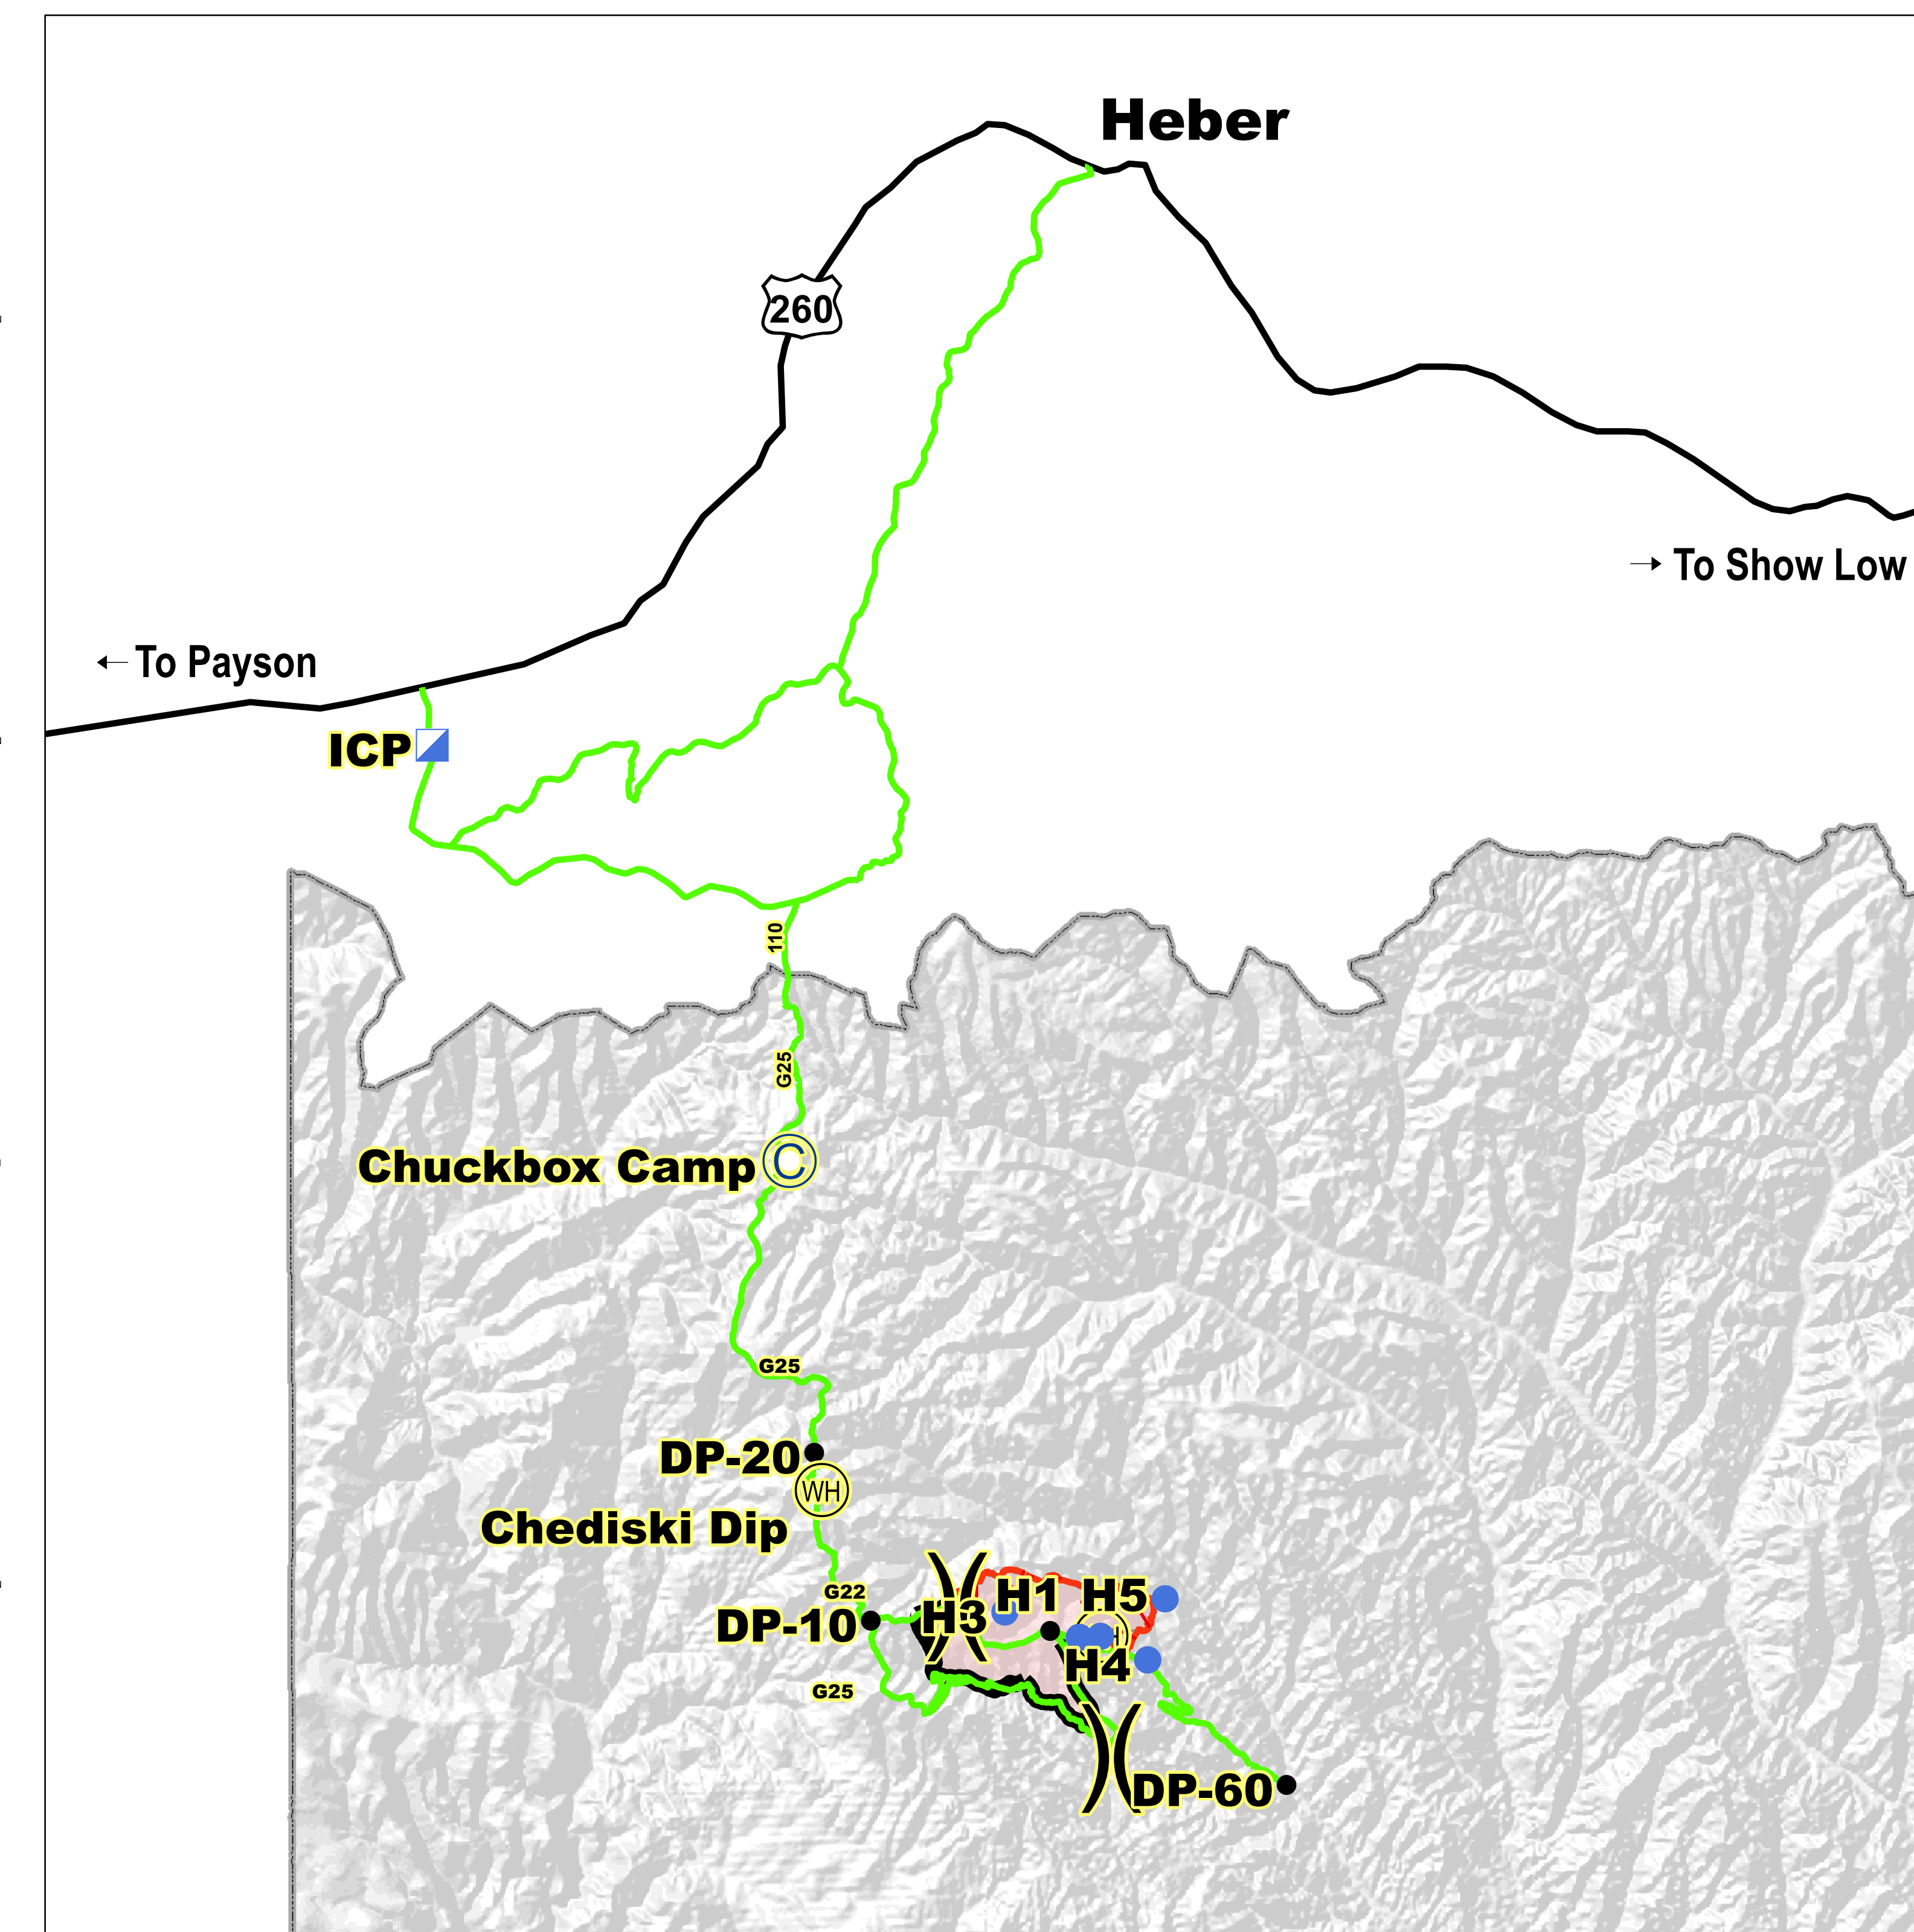 Heber
260
To Show Low
To Payson
ICP
110
G25
Chuckbox Camp
C
G25
DP-20
WH
Chediski Dip
G22
H1 H5
H3
DP-10
H4
G25
DP-60